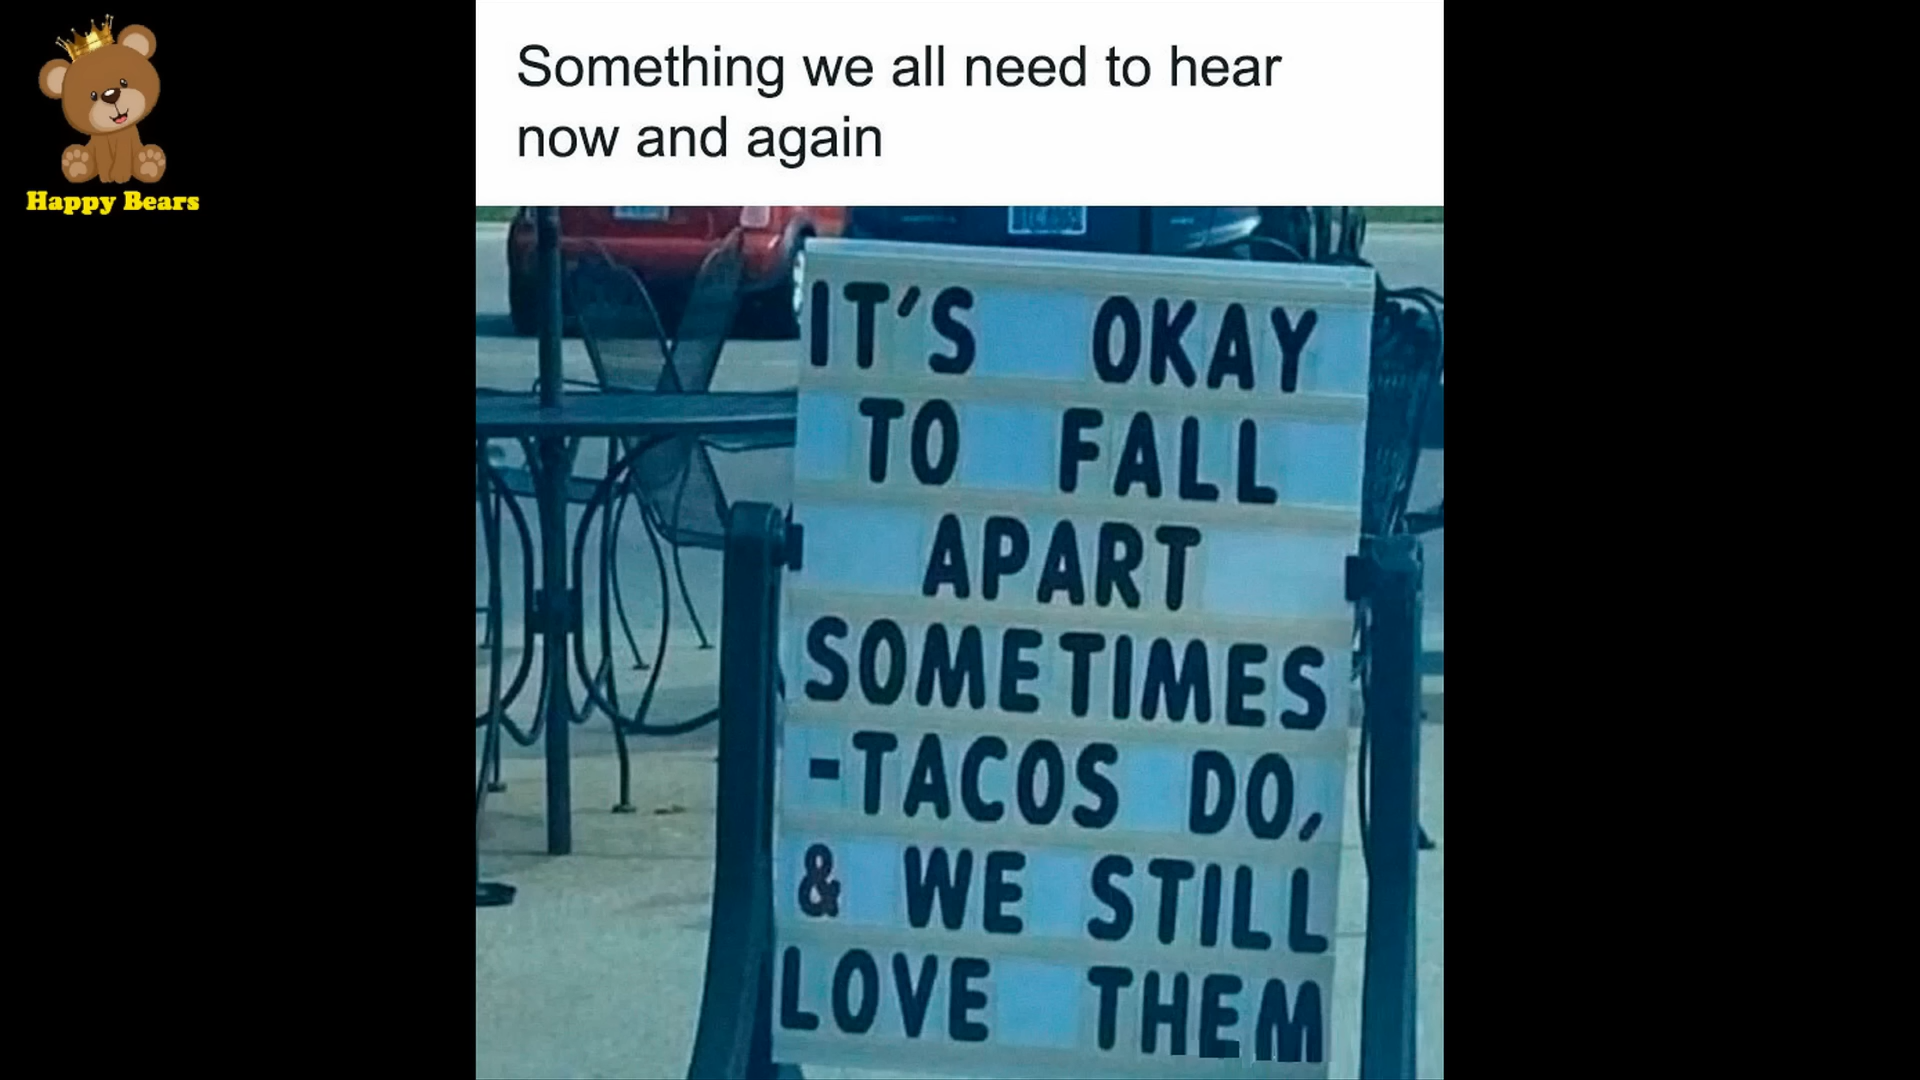 Happy Bears
Something we all need to hear
now and again
IT'S OKAY
TO FALL
APART
SOMETIMES
-TACOS DO,
& WE STILL
LOVE THEM